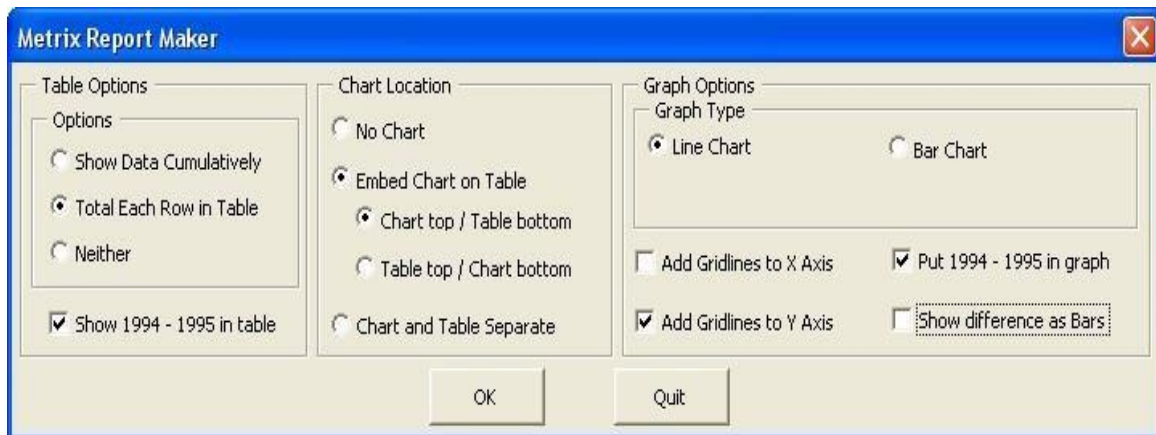 Metrix Report Maker
Table Options
Options
Show Data Cumulatively
Total Each Row in Table
Neither
Show 1994 - 1995 in table
Chart Location
No Chart
Embed Chart on Table
Chart top / Table bottom
Table top / Chart bottom
Chart and Table Separate
Graph Options
Graph Type
Line Chart
Bar Chart
Add Gridlines to X Axis
Put 1994 - 1995 in graph
Add Gridlines to Y Axis
Show difference as Bars
OK
Quit